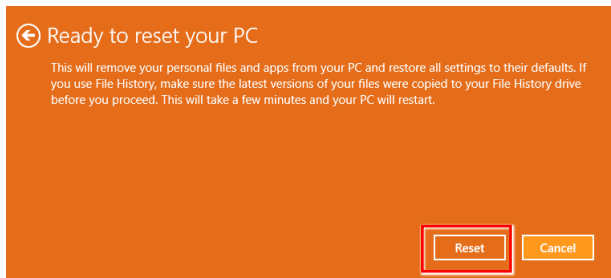 Ready to reset your PC
This will remove your personal files and apps from your PC and restore all settings to their defaults. If
you use File History, make sure the latest versions of your files were copied to your File History drive
before you proceed. This will take a few minutes and your PC will restart.
Reset
Cancel